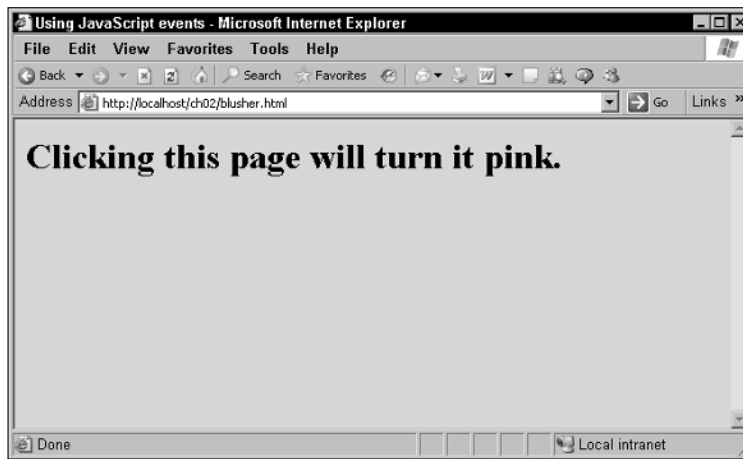 Using JavaScript events - Microsoft Internet Explorer
File Edit View Favorites Tools Help
Back Search Favorites W
Address http://localhost/ch02/blusher.html Go Links »
Clicking this page will turn it pink.
Done Local intranet